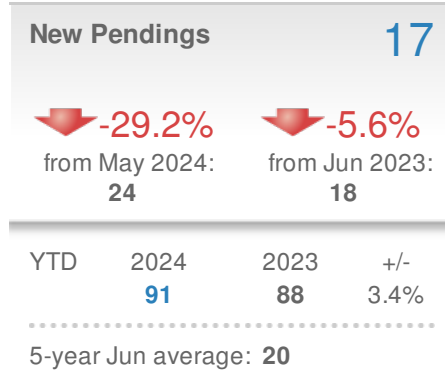 New Pendings 17
-29.2% -5.6%
from May 2024: from Jun 2023:
24 18
YTD 2024 2023 +/-
91 88 3.4%
5-year Jun average: 20